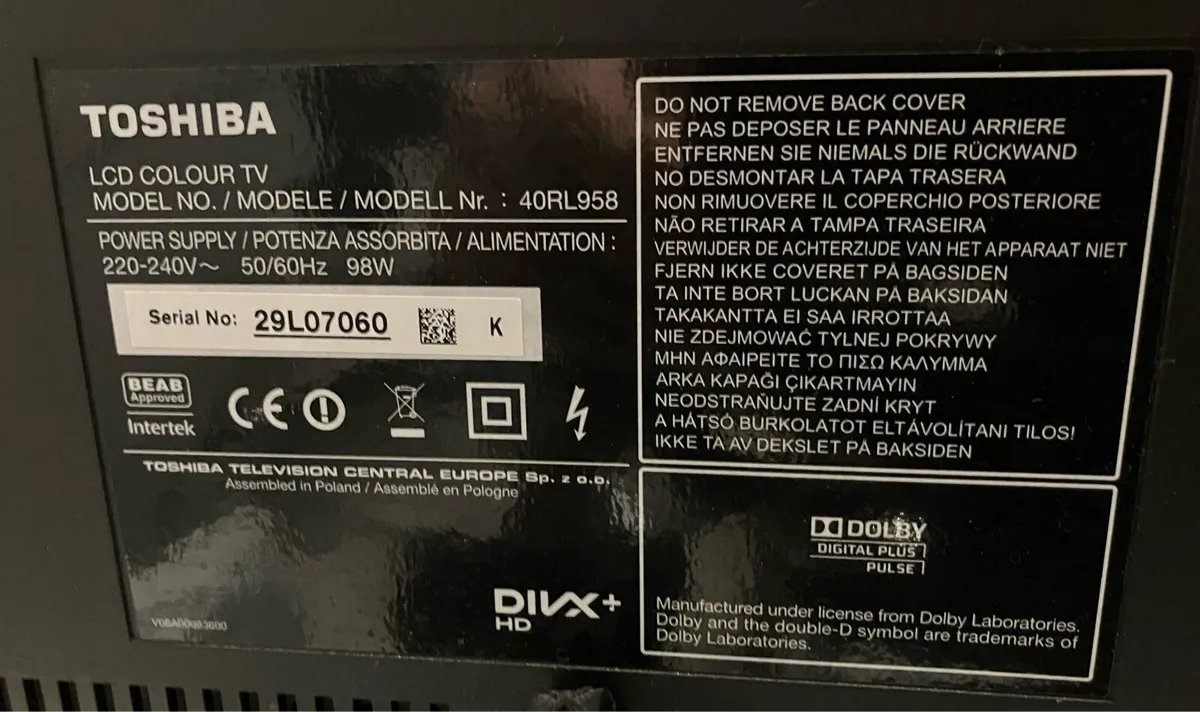 TOSHIBA
LCD COLOUR TV
MODEL NO. / MODELE / MODELL Nr. : 40RL958
POWER SUPPLY / POTENZA ASSORBITA / ALIMENTATION :
220-240V～ 50/60Hz 98W
Serial No: 29L07060 K
BEAB
Approved
Intertek
CE
TOSHIBA TELEVISION CENTRAL EUROPE Sp. z o.o.
Assembled in Poland / Assemblé en Pologne
DIVX+
HD
DO NOT REMOVE BACK COVER
NE PAS DEPOSER LE PANNEAU ARRIERE
ENTFERNEN SIE NIEMALS DIE RÜCKWAND
NO DESMONTAR LA TAPA TRASERA
NON RIMUOVERE IL COPERCHIO POSTERIORE
NÃO RETIRAR A TAMPA TRASEIRA
VERWIJDER DE ACHTERZIJDE VAN HET APPARAAT NIET
FJERN IKKE COVERET PÅ BAGSIDEN
TA INTE BORT LUCKAN PÅ BAKSIDAN
TAKAKANTTA EI SAA IRROTTAA
NIE ZDEJMOWAĆ TYLNEJ POKRYWY
ΜΗΝ ΑΦΑΙΡΕΙΤΕ ΤΟ ΠΙΣΩ ΚΑΛΥΜΜΑ
ARKA KAPAĞI ÇIKARTMAYIN
NEODSTRAŇUJTE ZADNÍ KRYT
A HÁTSÓ BURKOLATOT ELTÁVOLÍTANI TILOS!
IKKE TA AV DEKSLET PÅ BAKSIDEN
DOLBY
DIGITAL PLUS
PULSE
Manufactured under license from Dolby Laboratories.
Dolby and the double-D symbol are trademarks of
Dolby Laboratories.